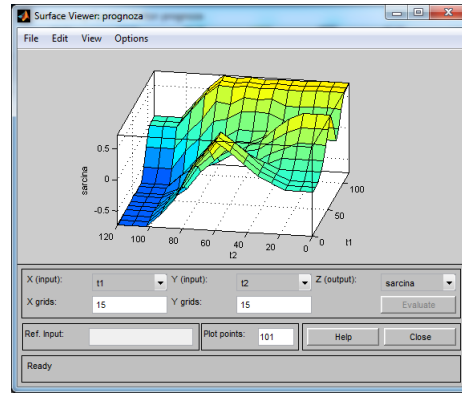 Surface Viewer: prognoza
File Edit View Options
0.5
0
-0.5
sarcina
120 100 80 60 40 20 0
t2
0 50 100
t1
X (input): t1 Y (input): t2 Z (output): sarcina
X grids: 15 Y grids: 15 Evaluate
Ref. Input: Plot points: 101 Help Close
Ready